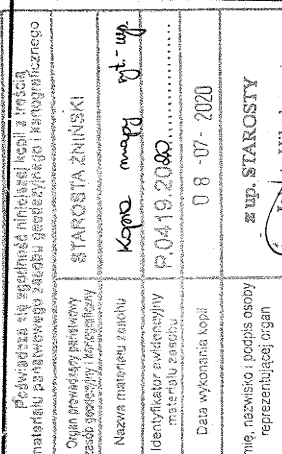 Poświadcza się zgodność niniejszej kopii z treścią
materiału państwowego zasobu geodezyjnego i kartograficznego
Organ prowadzący państwowy
zasób geodezyjny i kartograficzny
STAROSTA ŻNIŃSKI
Nazwa materiału zasobu
Kopia mapy syt.-wys.
Identyfikator ewidencyjny
materiału zasobu
P.0419.2020
Data wykonania kopii
08-07-2020
mię, nazwisko i podpis osoby
reprezentującej organ
z up. STAROSTY